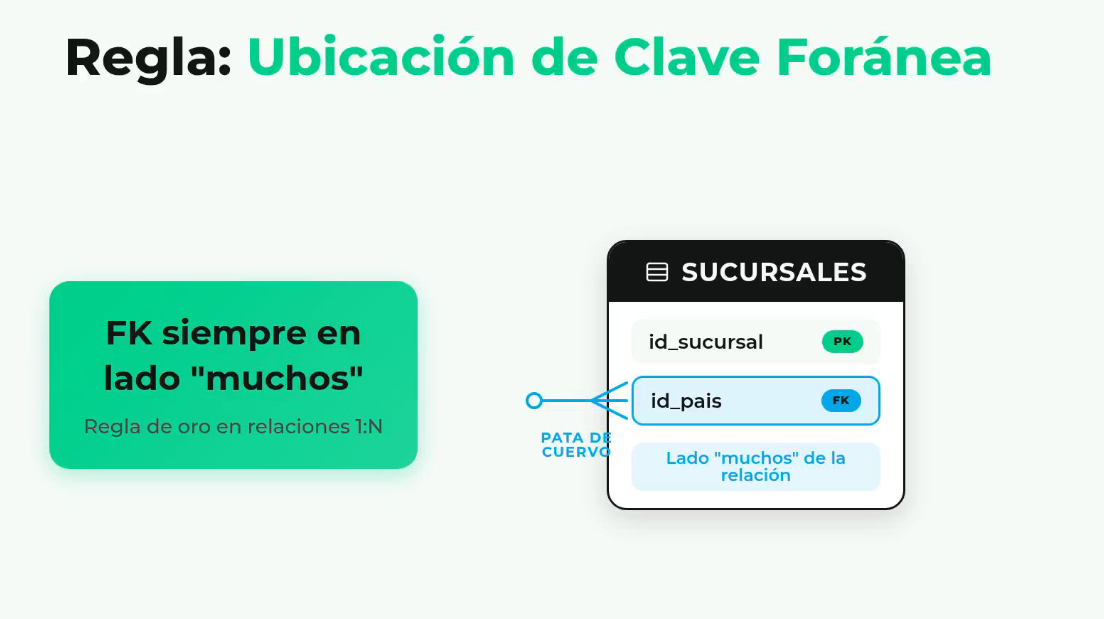 Regla: Ubicación de Clave Foránea
FK siempre en
lado "muchos"
Regla de oro en relaciones 1:N
SUCURSALES
id_sucursal PK
id_pais FK
PATA DE
CUERVO
Lado "muchos" de la
relación